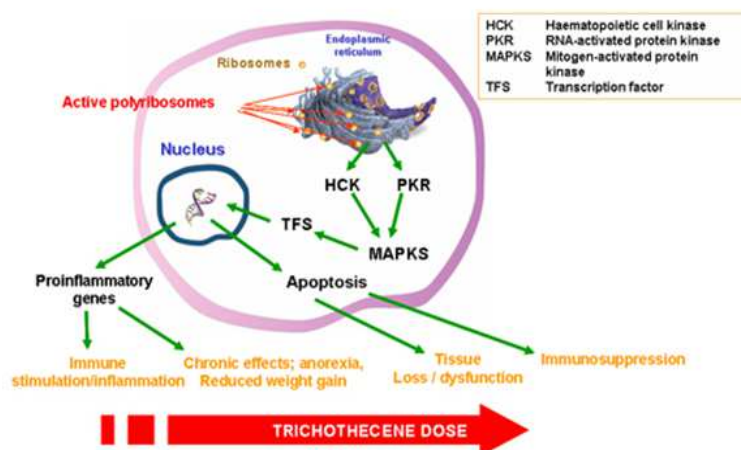 HCK Haematopoietic cell kinase
PKR RNA-activated protein kinase
MAPKS Mitogen-activated protein
kinase
TFS Transcription factor
Endoplasmic
reticulum
Ribosomes
Active polyribosomes
Nucleus
HCK PKR
TFS
MAPKS
Proinflammatory
genes
Apoptosis
Immune
stimulation/inflammation
Chronic effects; anorexia,
Reduced weight gain
Tissue
Loss / dysfunction
Immunosuppression
TRICHOTHECENE DOSE